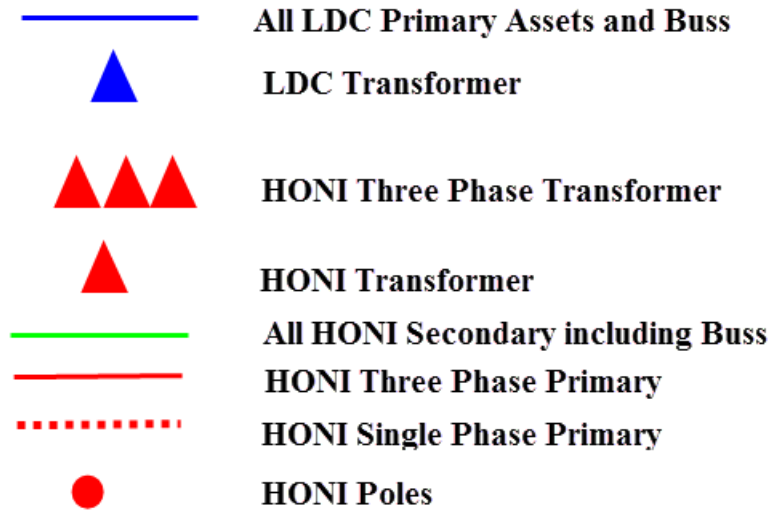 All LDC Primary Assets and Buss
LDC Transformer
HONI Three Phase Transformer
HONI Transformer
All HONI Secondary including Buss
HONI Three Phase Primary
HONI Single Phase Primary
HONI Poles